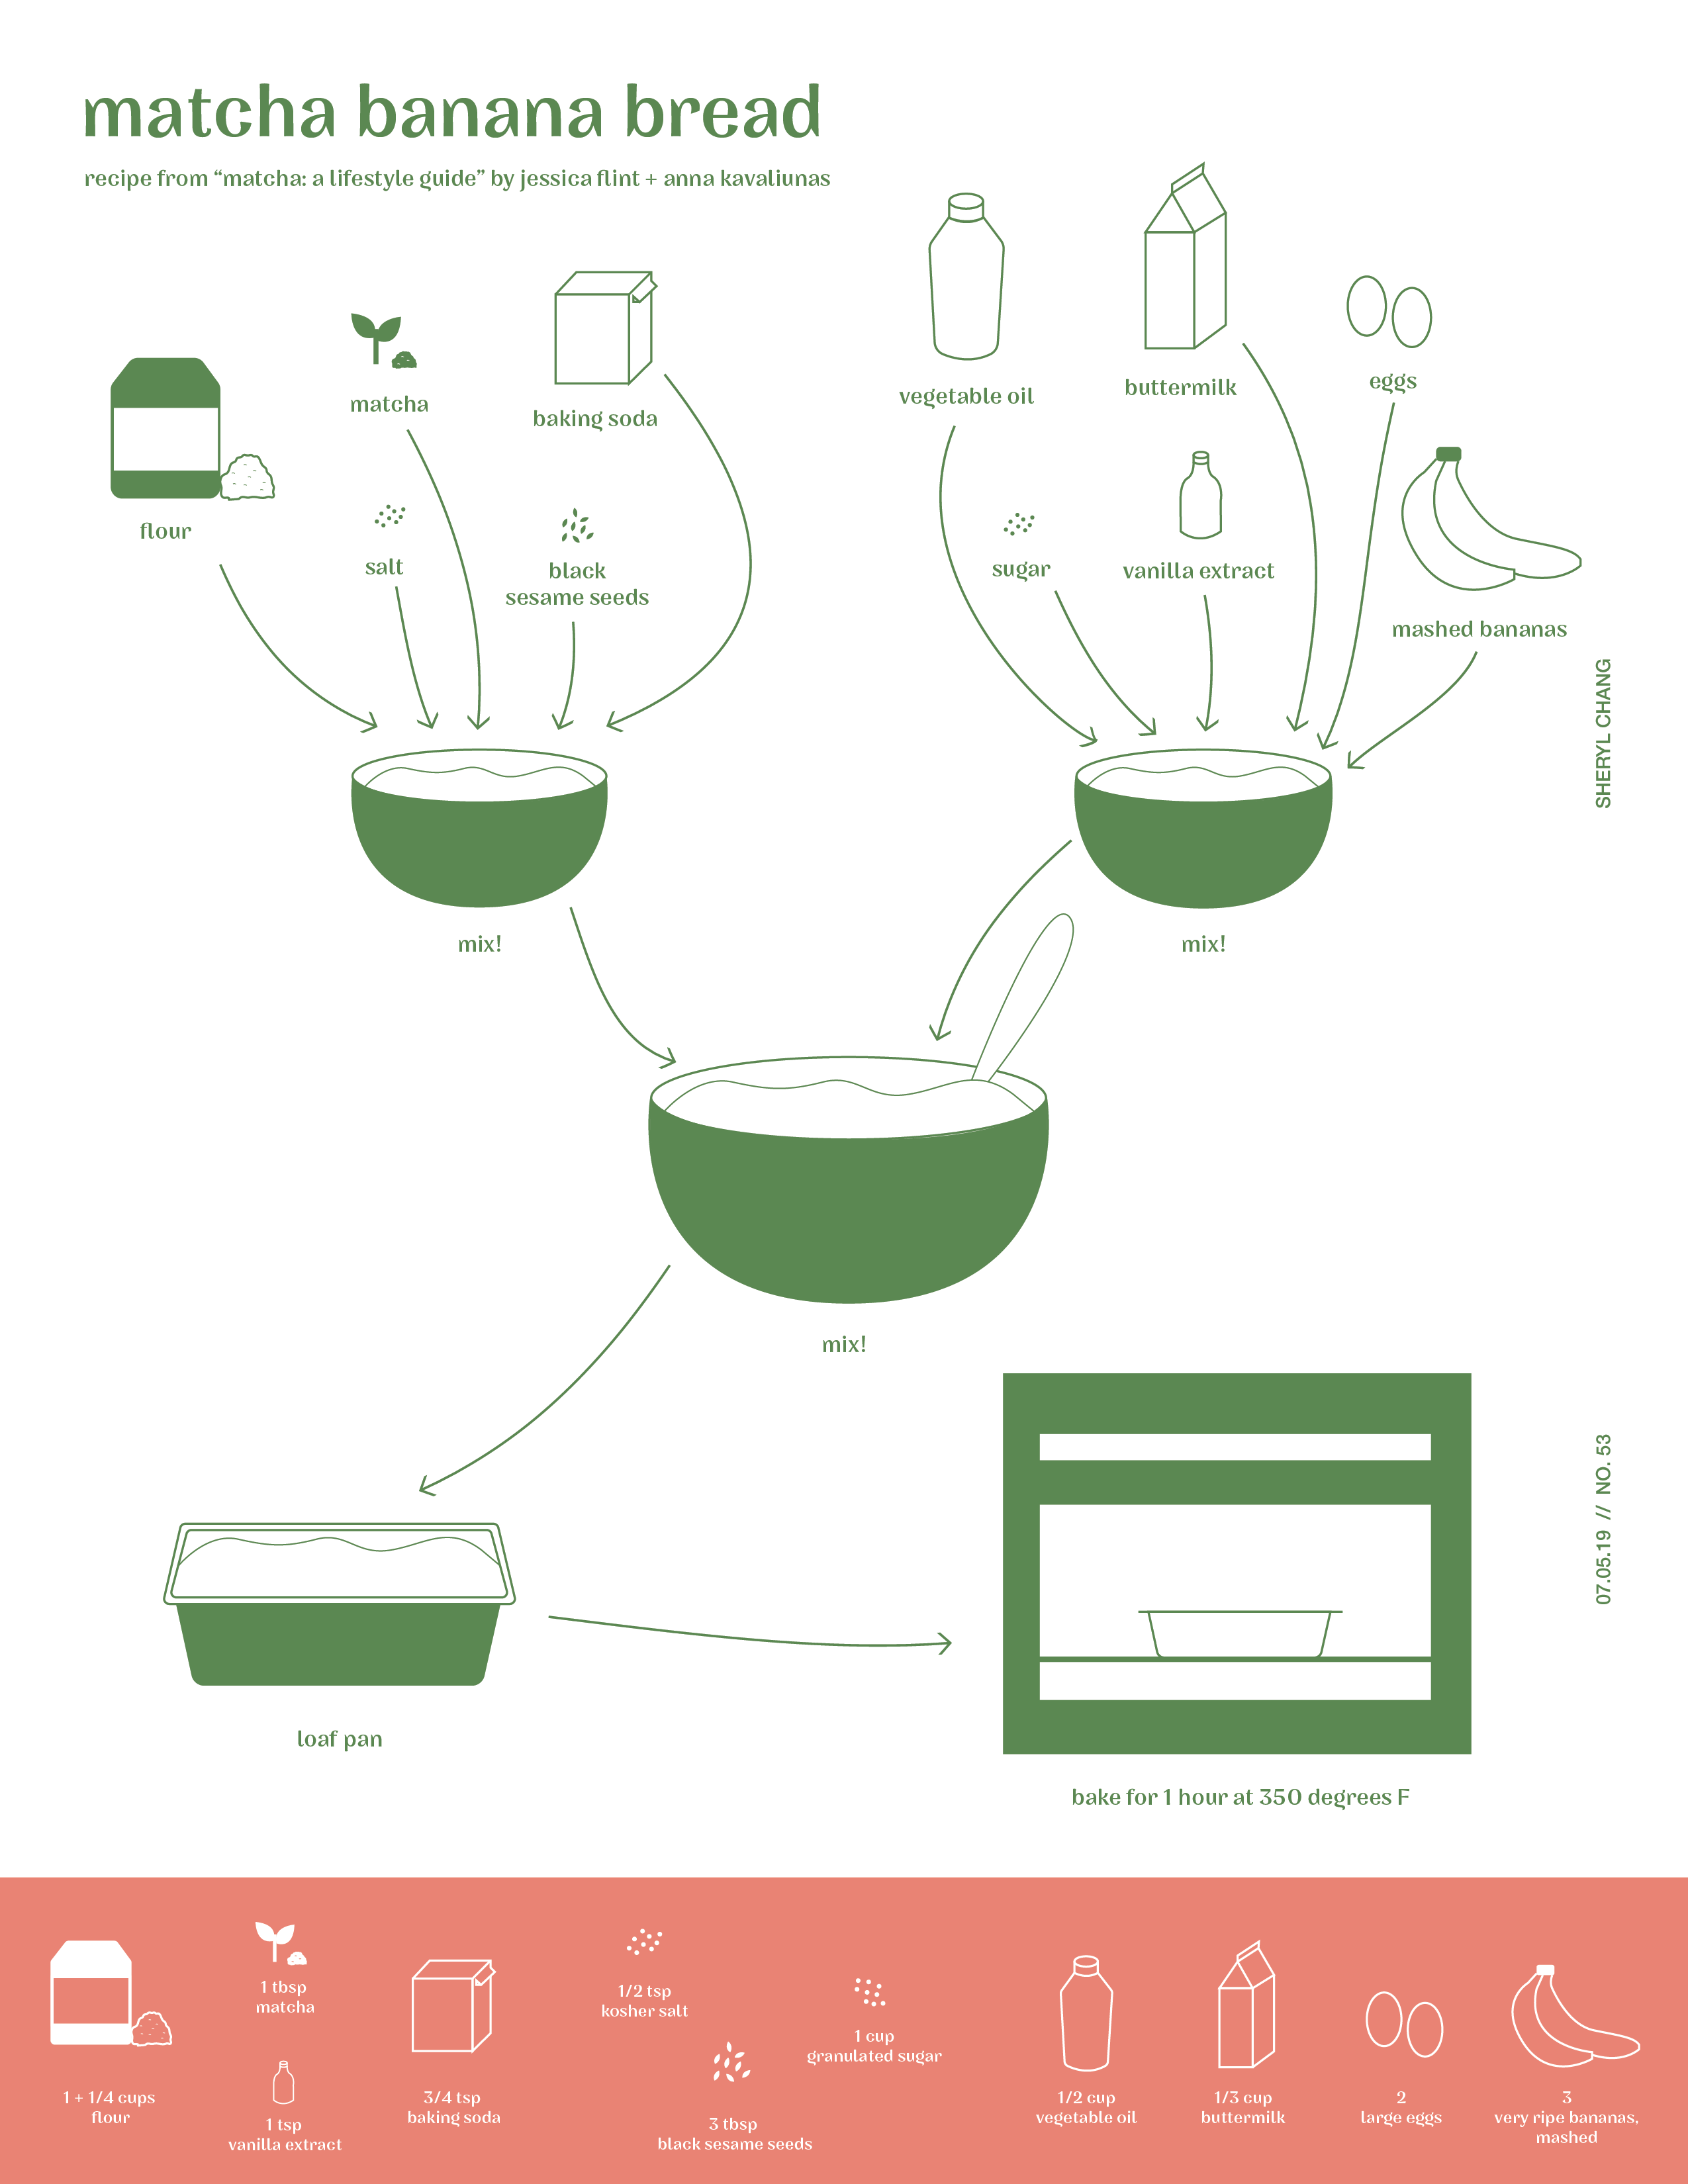 matcha banana bread
recipe from “matcha: a lifestyle guide” by jessica flint + anna kavaliunas
flour
matcha
baking soda
salt
black
sesame seeds
vegetable oil
buttermilk
eggs
sugar
vanilla extract
mashed bananas
SHERYL CHANG
mix!
mix!
mix!
07.05.19 // NO. 53
loaf pan
bake for 1 hour at 350 degrees F
1 + 1/4 cups
flour
1 tbsp
matcha
1 tsp
vanilla extract
3/4 tsp
baking soda
1/2 tsp
kosher salt
3 tbsp
black sesame seeds
1 cup
granulated sugar
1/2 cup
vegetable oil
1/3 cup
buttermilk
2
large eggs
3
very ripe bananas,
mashed